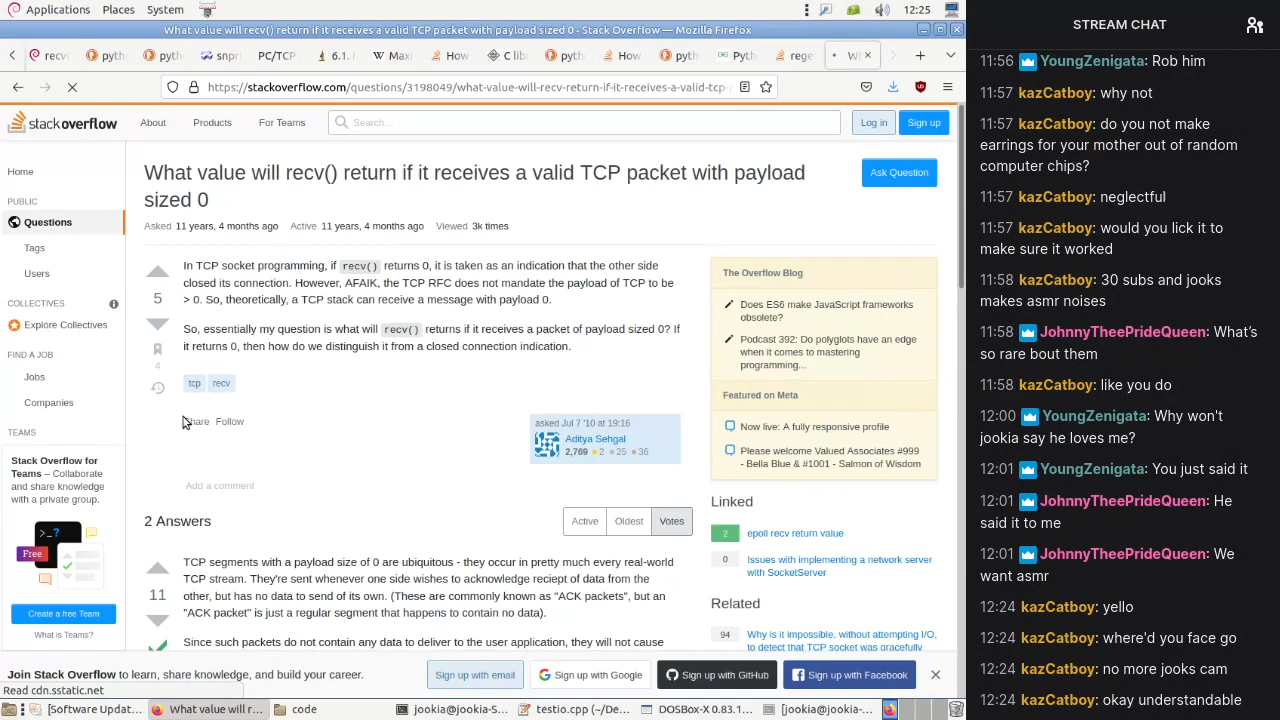 Applications Places System 12:25
What value will recv() return if it receives a valid TCP packet with payload sized 0 - Stack Overflow — Mozilla Firefox
recv( pyth pyth snpri PC/TCP 6.1. W Maxi How C lib How pyth pyth rege How W
https://stackoverflow.com/questions/3198049/what-value-will-recv-return-if-it-receives-a-valid-tcp-
stackoverflow About Products For Teams Search... Log in Sign up
Home
PUBLIC
Questions
Tags
Users
COLLECTIVES
Explore Collectives
FIND A JOB
Jobs
Companies
TEAMS
Stack Overflow for
Teams – Collaborate
and share knowledge
with a private group.
>_?
Free
Create a free Team
What is Teams?
What value will recv() return if it receives a valid TCP packet with payload
sized 0
Ask Question
Asked 11 years, 4 months ago Active 11 years, 4 months ago Viewed 3k times
5
4
In TCP socket programming, if recv() returns 0, it is taken as an indication that the other side
closed its connection. However, AFAIK, the TCP RFC does not mandate the payload of TCP to be
> 0. So, theoretically, a TCP stack can receive a message with payload 0.
So, essentially my question is what will recv() returns if it receives a packet of payload sized 0? If
it returns 0, then how do we distinguish it from a closed connection indication.
tcp recv
Share Follow
asked Jul 7 '10 at 19:16
Aditya Sehgal
2,769 2 25 36
Add a comment
2 Answers
Active Oldest Votes
11
TCP segments with a payload size of 0 are ubiquitous - they occur in pretty much every real-world
TCP stream. They're sent whenever one side wishes to acknowledge reciept of data from the
other, but has no data to send of its own. (These are commonly known as "ACK packets", but an
"ACK packet" is just a regular segment that happens to contain no data).
Since such packets do not contain any data to deliver to the user application, they will not cause
The Overflow Blog
Does ES6 make JavaScript frameworks
obsolete?
Podcast 392: Do polyglots have an edge
when it comes to mastering
programming...
Featured on Meta
Now live: A fully responsive profile
Please welcome Valued Associates #999
- Bella Blue & #1001 - Salmon of Wisdom
Linked
2 epoll recv return value
0 Issues with implementing a network server
with SocketServer
Related
94 Why is it impossible, without attempting I/O,
to detect that TCP socket was gracefully
Join Stack Overflow to learn, share knowledge, and build your career.
Sign up with email Sign up with Google Sign up with GitHub Sign up with Facebook
Read cdn.sstatic.net
[Software Updat... What value will r... code jookia@jookia-S... testio.cpp (~/De... DOSBox-X 0.83.1... [jookia@jookia-...
STREAM CHAT
11:56 YoungZenigata: Rob him
11:57 kazCatboy: why not
11:57 kazCatboy: do you not make
earrings for your mother out of random
computer chips?
11:57 kazCatboy: neglectful
11:57 kazCatboy: would you lick it to
make sure it worked
11:58 kazCatboy: 30 subs and jooks
makes asmr noises
11:58 JohnnyTheePrideQueen: What's
so rare bout them
11:58 kazCatboy: like you do
12:00 YoungZenigata: Why won't
jookia say he loves me?
12:01 YoungZenigata: You just said it
12:01 JohnnyTheePrideQueen: He
said it to me
12:01 JohnnyTheePrideQueen: We
want asmr
12:24 kazCatboy: yello
12:24 kazCatboy: where'd you face go
12:24 kazCatboy: no more jooks cam
12:24 kazCatboy: okay understandable